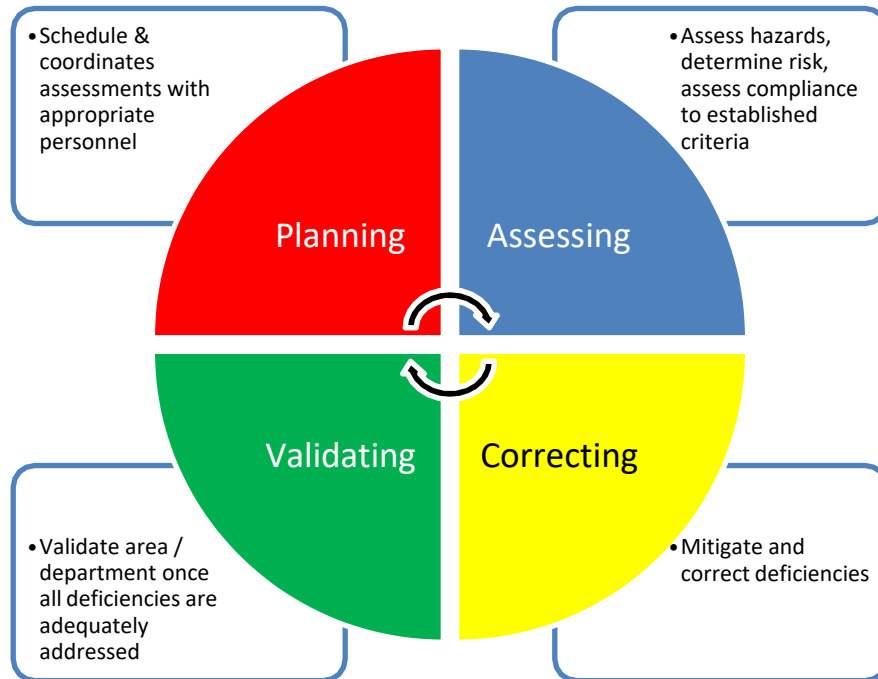 •Schedule &
coordinates
assessments with
appropriate
personnel
•Assess hazards,
determine risk,
assess compliance
to established
criteria
Planning
Assessing
Validating
Correcting
•Validate area /
department once
all deficiencies are
adequately
addressed
•Mitigate and
correct deficiencies